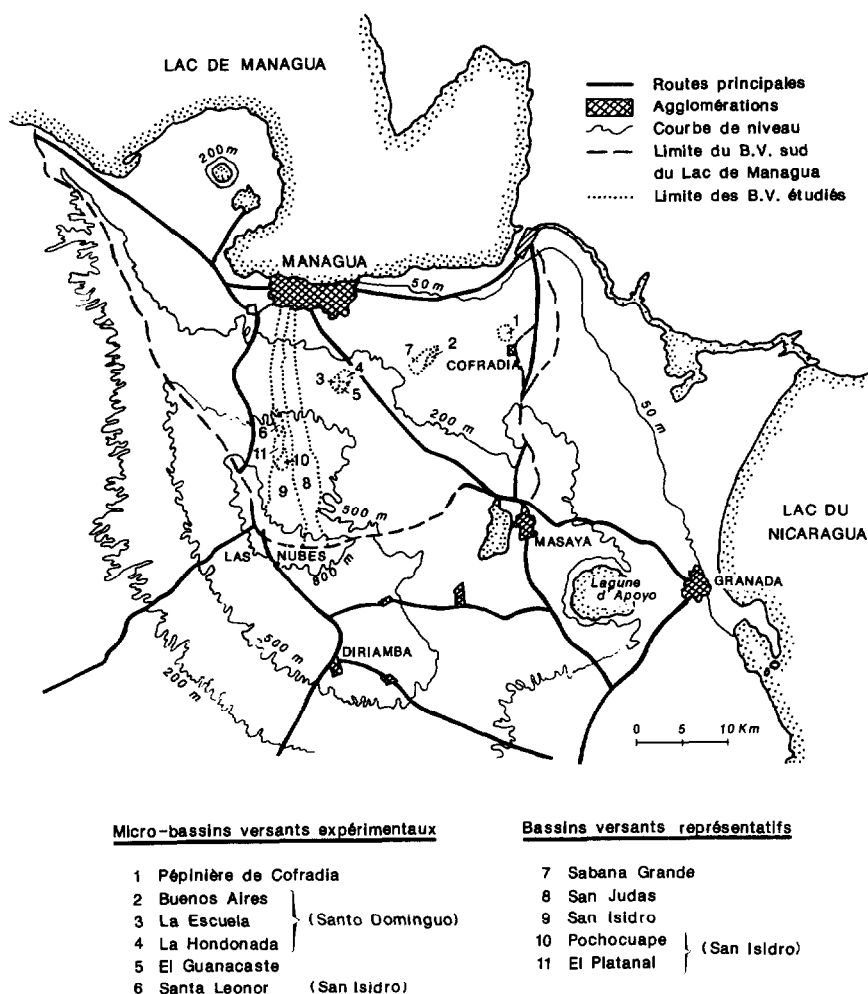 LAC DE MANAGUA
Routes principales
Agglomérations
Courbe de niveau
Limite du B.V. sud
du Lac de Managua
Limite des B.V. étudiés
200 m
MANAGUA
50 m
1
7
2
COFRADIA
4
3
5
200 m
50 m
6
11
10
9
8
500 m
LAC DU
NICARAGUA
LAS NUBES
800 m
MASAYA
Lagune
d'Apoyo
GRANADA
500 m
DIRIAMBA
200 m
0 5 10 Km
Micro-bassins versants expérimentaux
1 Pépinière de Cofradia
2 Buenos Aires
3 La Escuela (Santo Dominguo)
4 La Hondonada
5 El Guanacaste
6 Santa Leonor (San Isidro)
Bassins versants représentatifs
7 Sabana Grande
8 San Judas
9 San Isidro
10 Pochocuape (San Isidro)
11 El Platanal